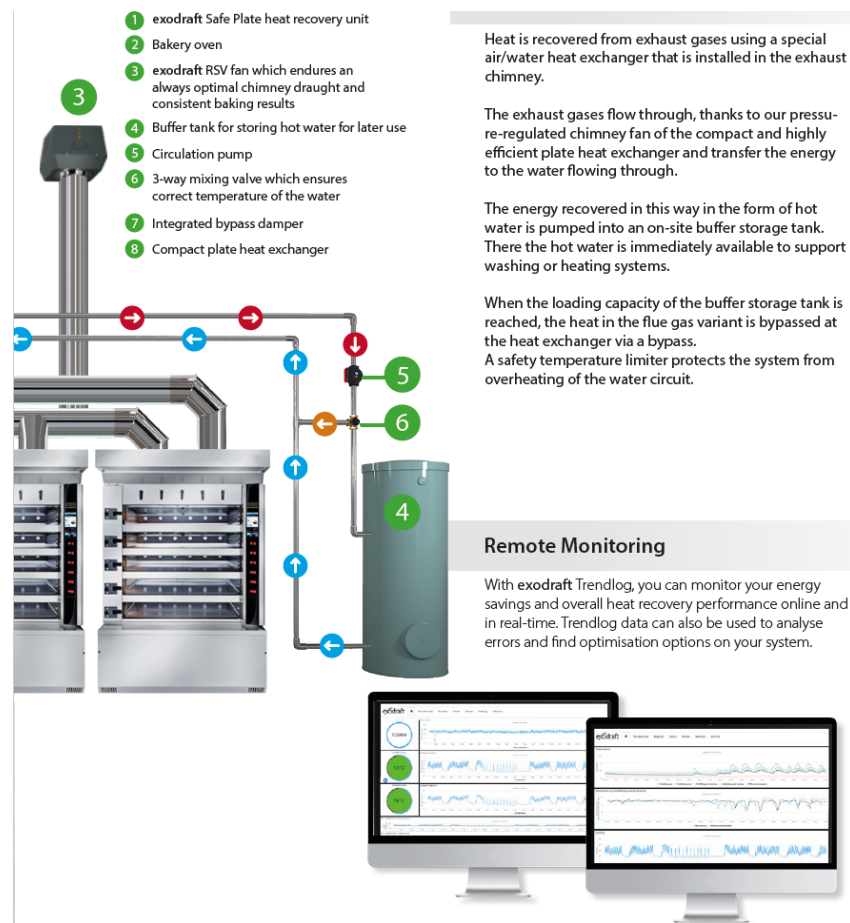 1 exodraft Safe Plate heat recovery unit
2 Bakery oven
3 exodraft RSV fan which endures an
always optimal chimney draught and
consistent baking results
4 Buffer tank for storing hot water for later use
5 Circulation pump
6 3-way mixing valve which ensures
correct temperature of the water
7 Integrated bypass damper
8 Compact plate heat exchanger
3
5
6
4
Heat is recovered from exhaust gases using a special
air/water heat exchanger that is installed in the exhaust
chimney.
The exhaust gases flow through, thanks to our pressu-
re-regulated chimney fan of the compact and highly
efficient plate heat exchanger and transfer the energy
to the water flowing through.
The energy recovered in this way in the form of hot
water is pumped into an on-site buffer storage tank.
There the hot water is immediately available to support
washing or heating systems.
When the loading capacity of the buffer storage tank is
reached, the heat in the flue gas variant is bypassed at
the heat exchanger via a bypass.
A safety temperature limiter protects the system from
overheating of the water circuit.
Remote Monitoring
With exodraft Trendlog, you can monitor your energy
savings and overall heat recovery performance online and
in real-time. Trendlog data can also be used to analyse
errors and find optimisation options on your system.
exodraft
exodraft